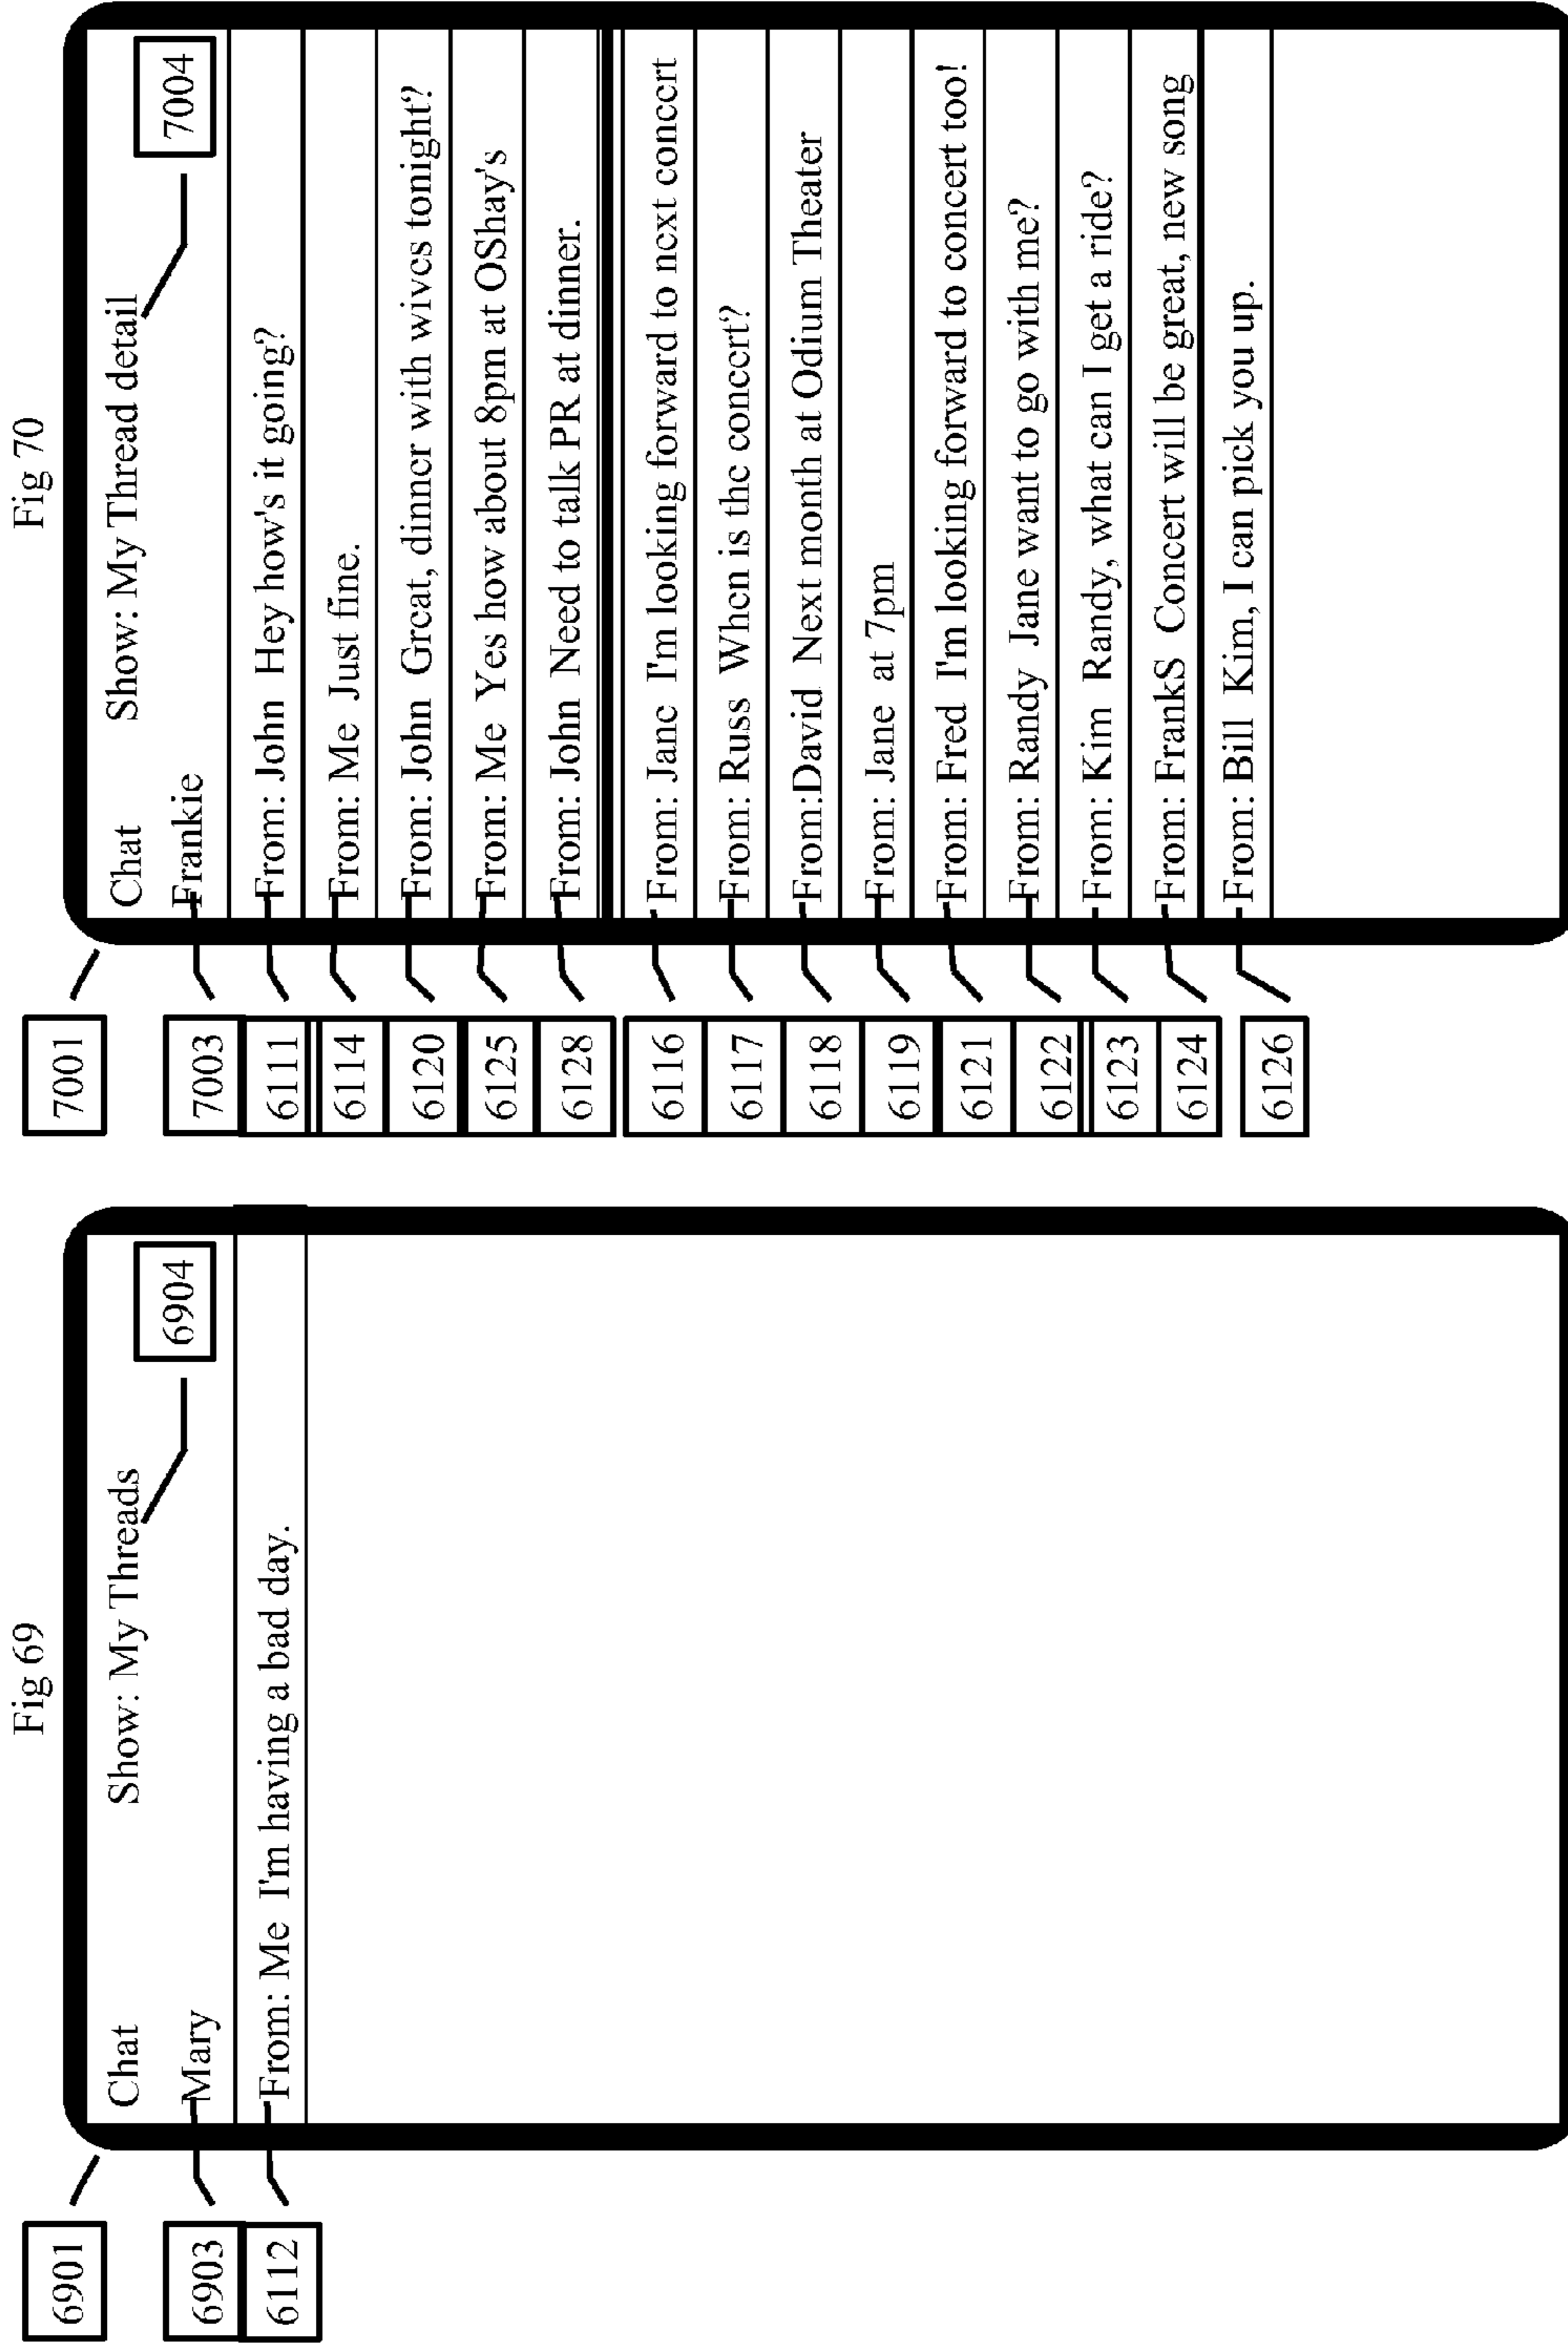 Fig 69
6901
Chat Show: My Threads
6904
6903
Mary
6112
From: Me I'm having a bad day.
Fig 70
7001
Chat Show: My Thread detail
7004
7003
Frankie
6111
From: John Hey how's it going?
6114
From: Me Just fine.
6120
From: John Great, dinner with wives tonight?
6125
From: Me Yes how about 8pm at OShay's
6128
From: John Need to talk PR at dinner.
6116
From: Jane I'm looking forward to next concert
6117
From: Russ When is the concert?
6118
From:David Next month at Odium Theater
6119
From: Jane at 7pm
6121
From: Fred I'm looking forward to concert too!
6122
From: Randy Jane want to go with me?
6123
From: Kim Randy, what can I get a ride?
6124
From: FrankS Concert will be great, new song
6126
From: Bill Kim, I can pick you up.